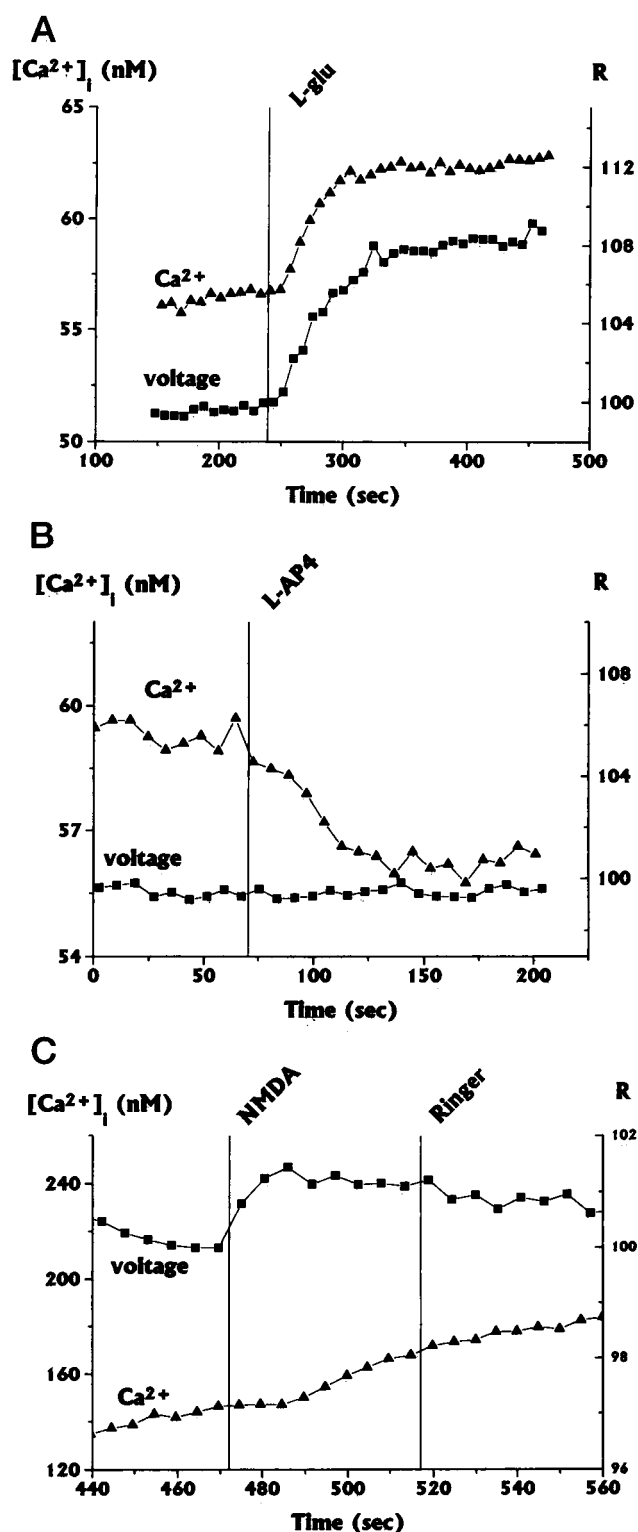 A
[Ca²⁺]i (nM)
L-glu
R
65
60
55
50
112
108
104
100
Ca²⁺
voltage
100 200 300 400 500
Time (sec)
B
[Ca²⁺]i (nM)
L-AP4
R
60
57
54
108
104
100
Ca²⁺
voltage
0 50 100 150 200
Time (sec)
C
[Ca²⁺]i (nM)
NMDA
Ringer
R
240
200
160
120
102
100
98
96
voltage
Ca²⁺
440 460 480 500 520 540 560
Time (sec)